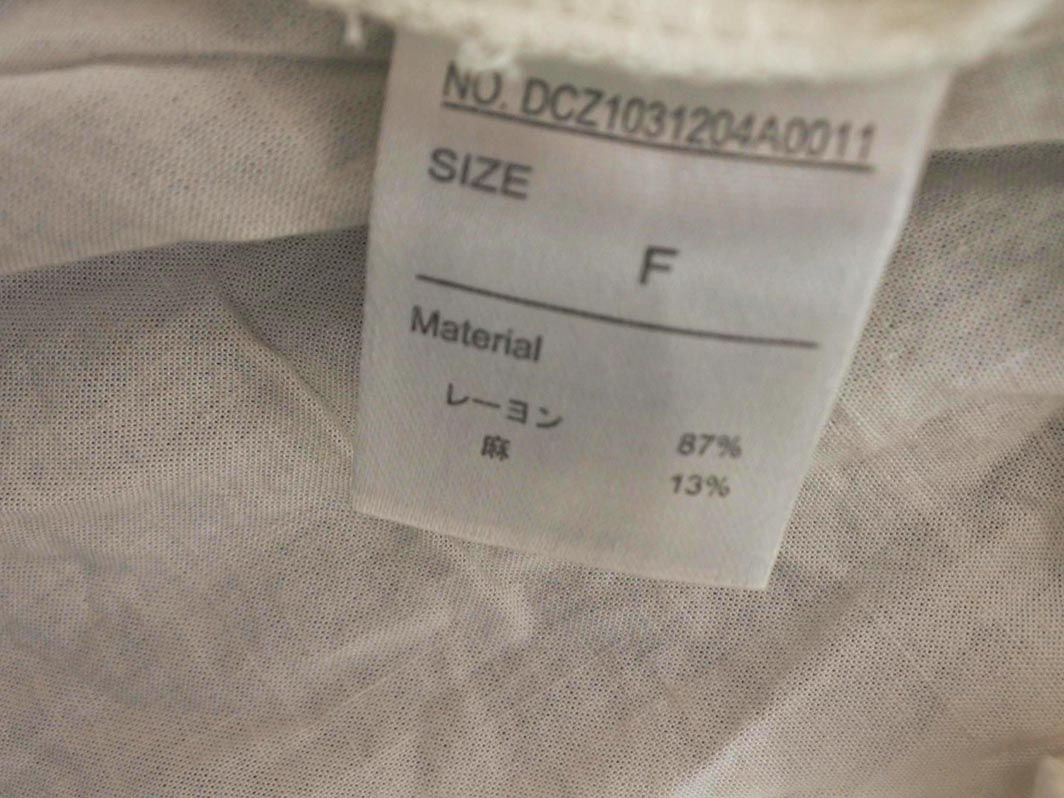 NO. DCZ1031204A0011
SIZE
F
Material
レーヨン 87%
麻 13%